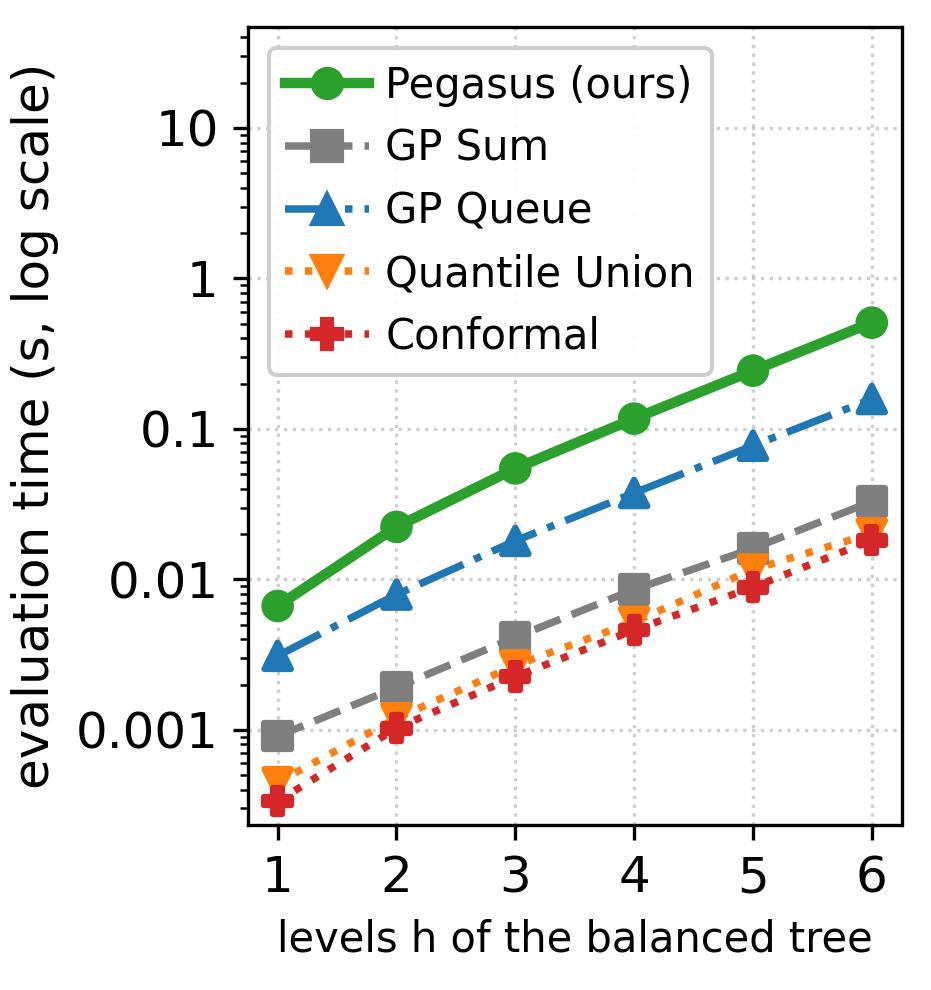 evaluation time (s, log scale)
10
1
0.1
0.01
0.001
Pegasus (ours)
GP Sum
GP Queue
Quantile Union
Conformal
1 2 3 4 5 6
levels h of the balanced tree